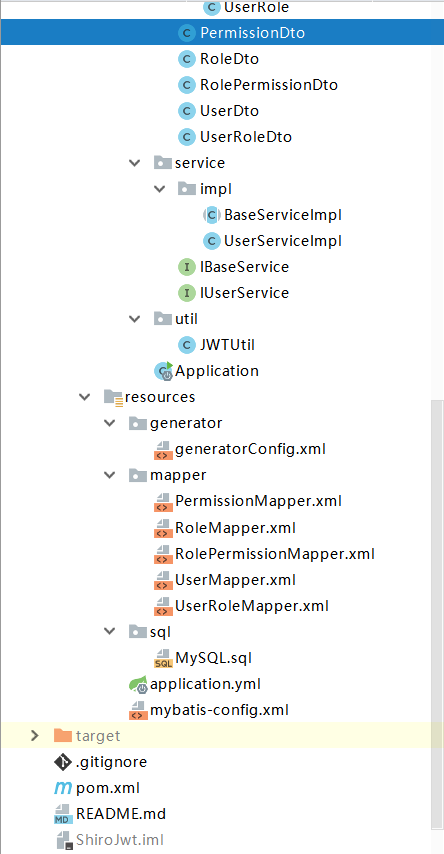 UserRole
PermissionDto
RoleDto
RolePermissionDto
UserDto
UserRoleDto
service
impl
BaseServiceImpl
UserServiceImpl
IBaseService
IUserService
util
JWTUtil
Application
resources
generator
generatorConfig.xml
mapper
PermissionMapper.xml
RoleMapper.xml
RolePermissionMapper.xml
UserMapper.xml
UserRoleMapper.xml
sql
MySQL.sql
application.yml
mybatis-config.xml
target
.gitignore
pom.xml
README.md
ShiroJwt.iml